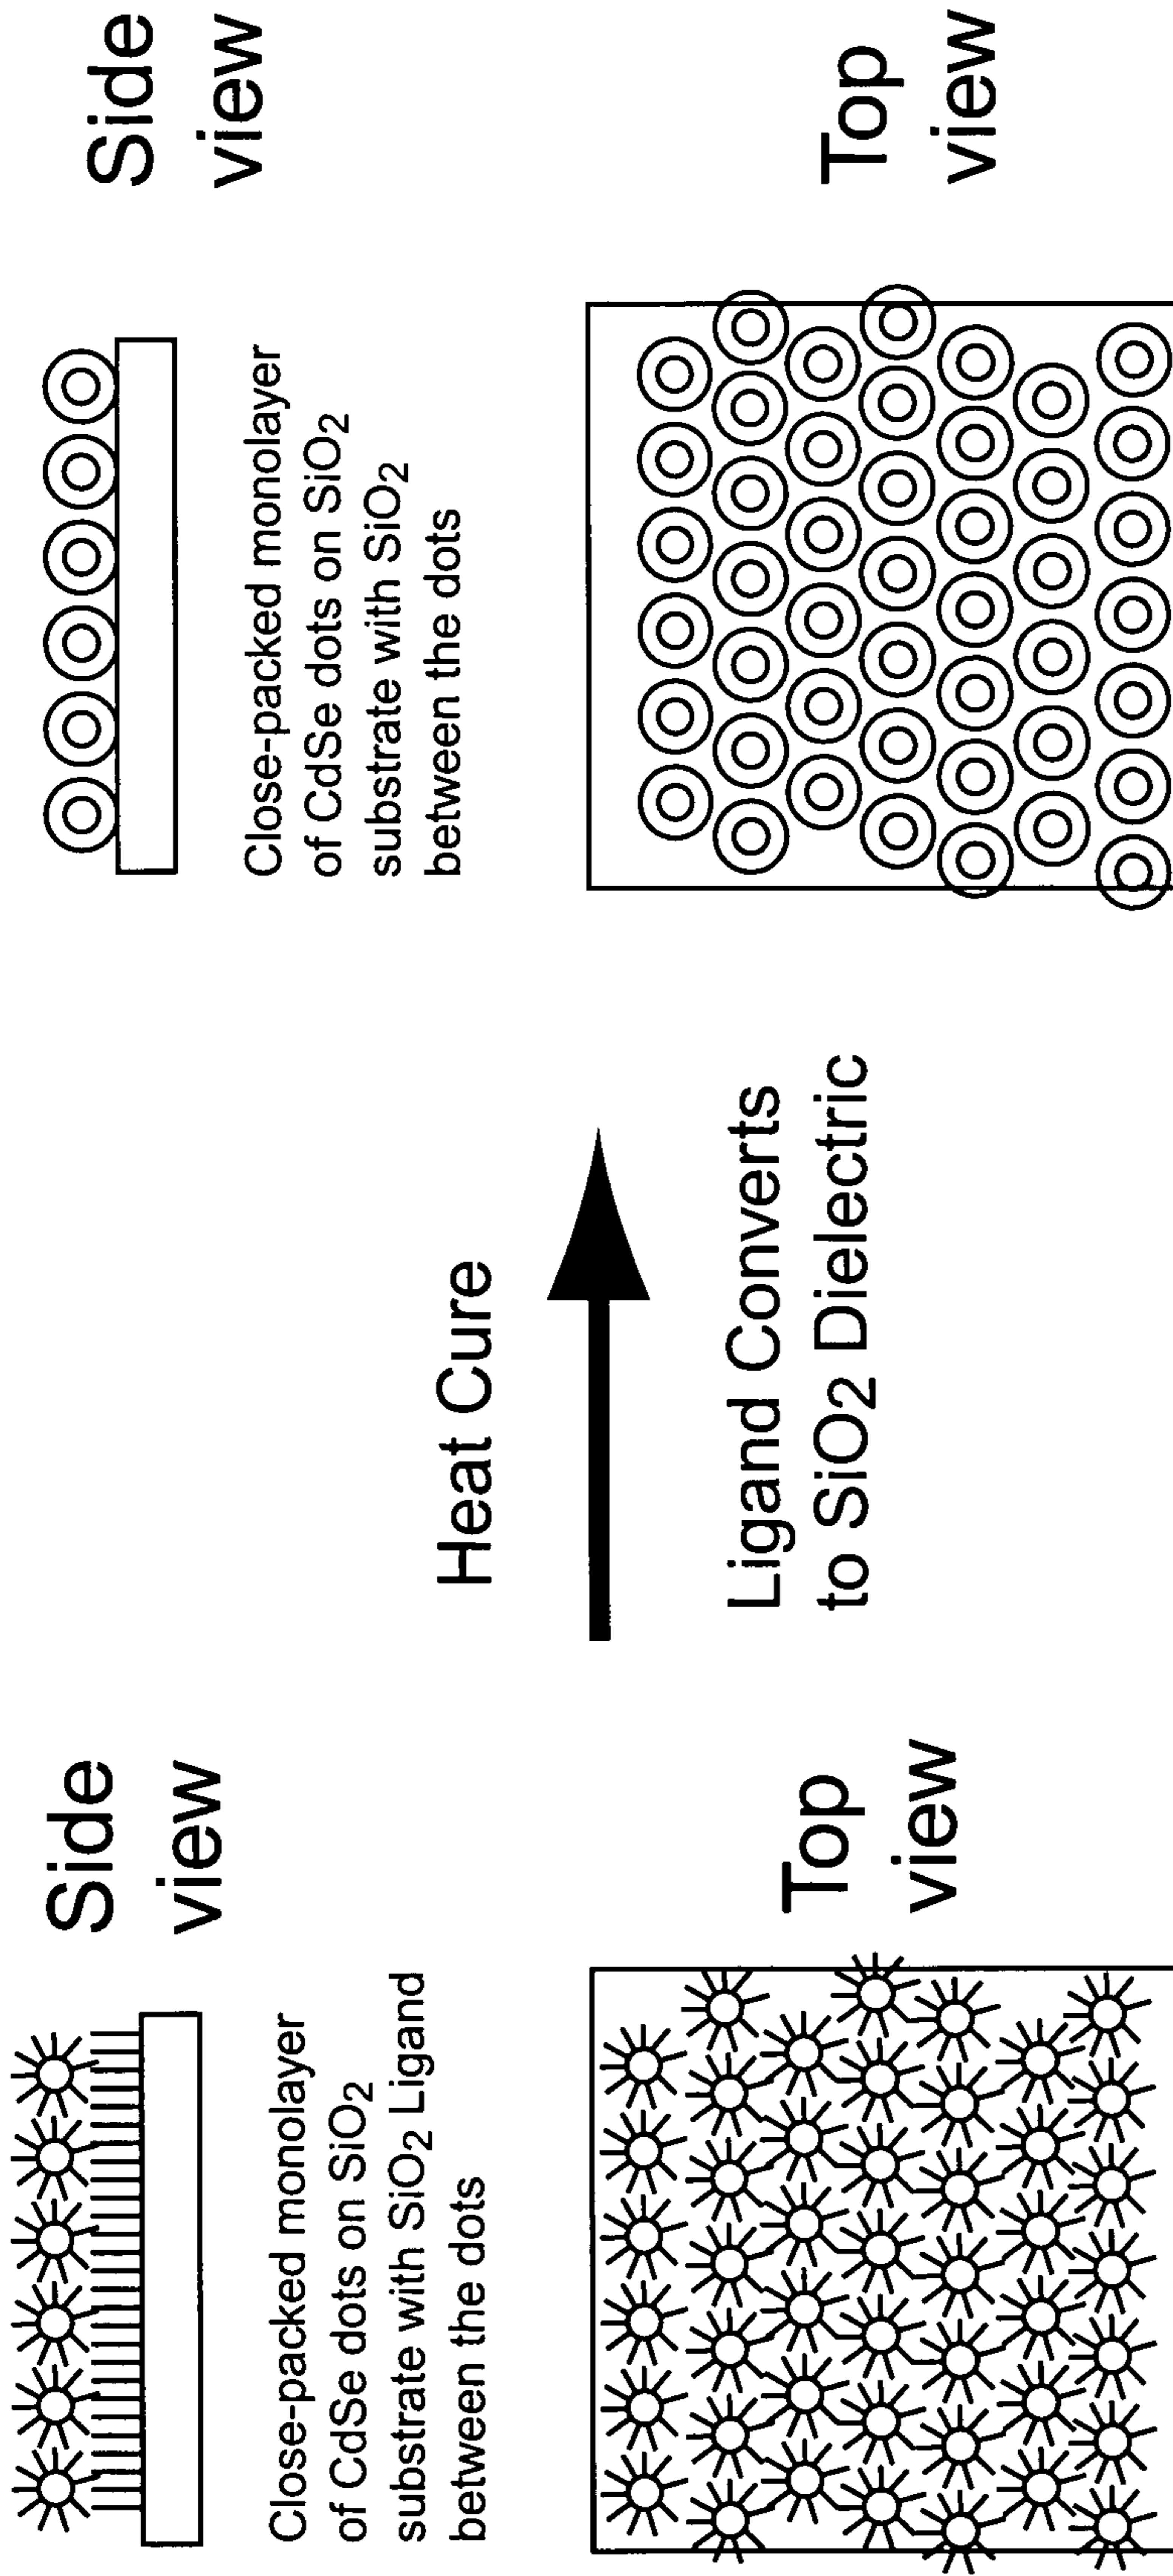 Side
view
Close-packed monolayer
of CdSe dots on SiO2
substrate with SiO2 Ligand
between the dots
Top
view
Heat Cure
Ligand Converts
to SiO2 Dielectric
Side
view
Close-packed monolayer
of CdSe dots on SiO2
substrate with SiO2
between the dots
Top
view